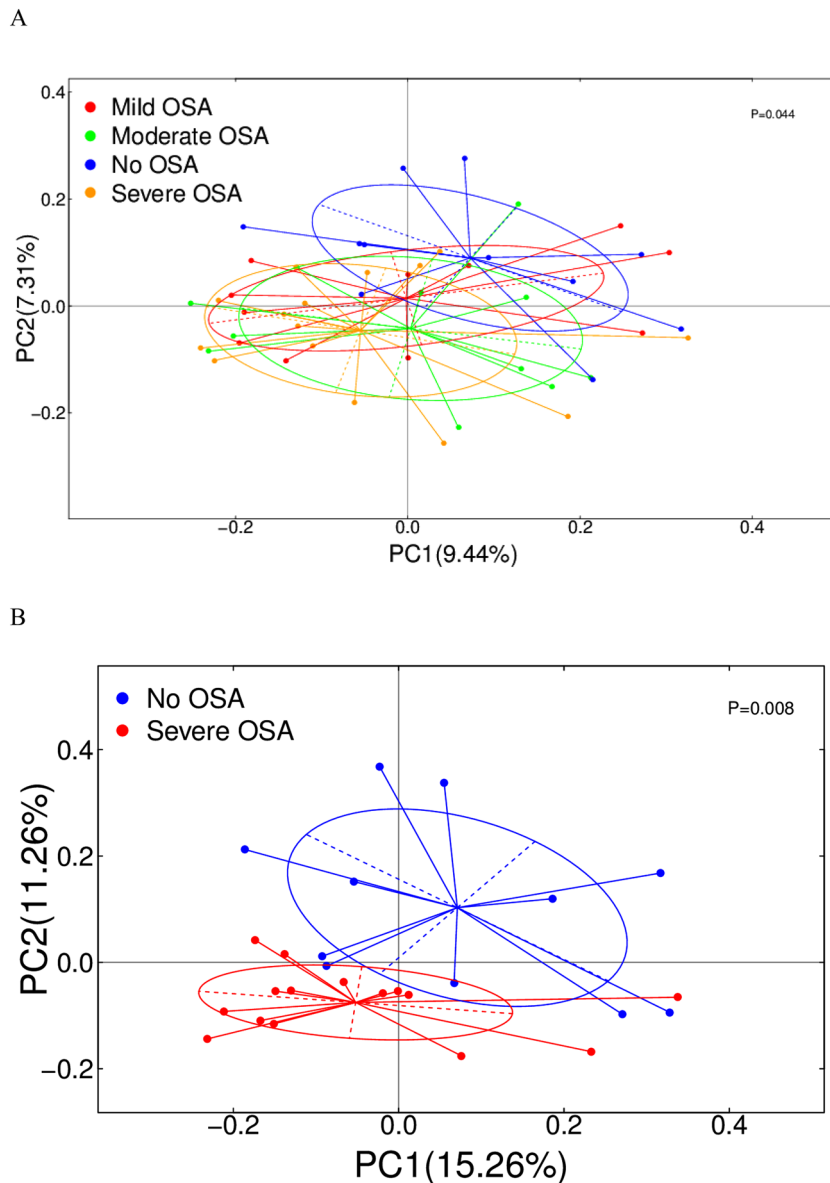 A
0.4
0.2
0.0
−0.2
PC2(7.31%)
Mild OSA
Moderate OSA
No OSA
Severe OSA
P=0.044
−0.2
0.0
0.2
0.4
PC1(9.44%)
B
0.4
0.2
0.0
−0.2
PC2(11.26%)
No OSA
Severe OSA
P=0.008
−0.2
0.0
0.2
0.4
PC1(15.26%)